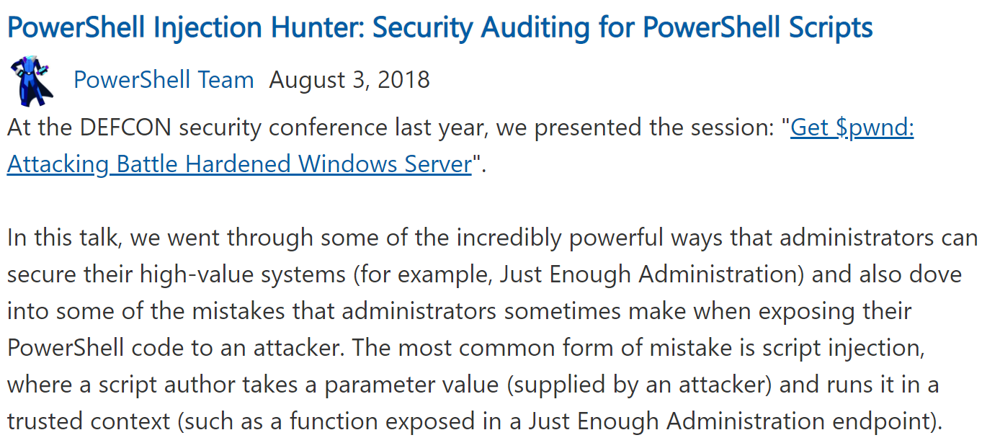 PowerShell Injection Hunter: Security Auditing for PowerShell Scripts
PowerShell Team August 3, 2018
At the DEFCON security conference last year, we presented the session: "Get $pwnd:
Attacking Battle Hardened Windows Server".
In this talk, we went through some of the incredibly powerful ways that administrators can
secure their high-value systems (for example, Just Enough Administration) and also dove
into some of the mistakes that administrators sometimes make when exposing their
PowerShell code to an attacker. The most common form of mistake is script injection,
where a script author takes a parameter value (supplied by an attacker) and runs it in a
trusted context (such as a function exposed in a Just Enough Administration endpoint).